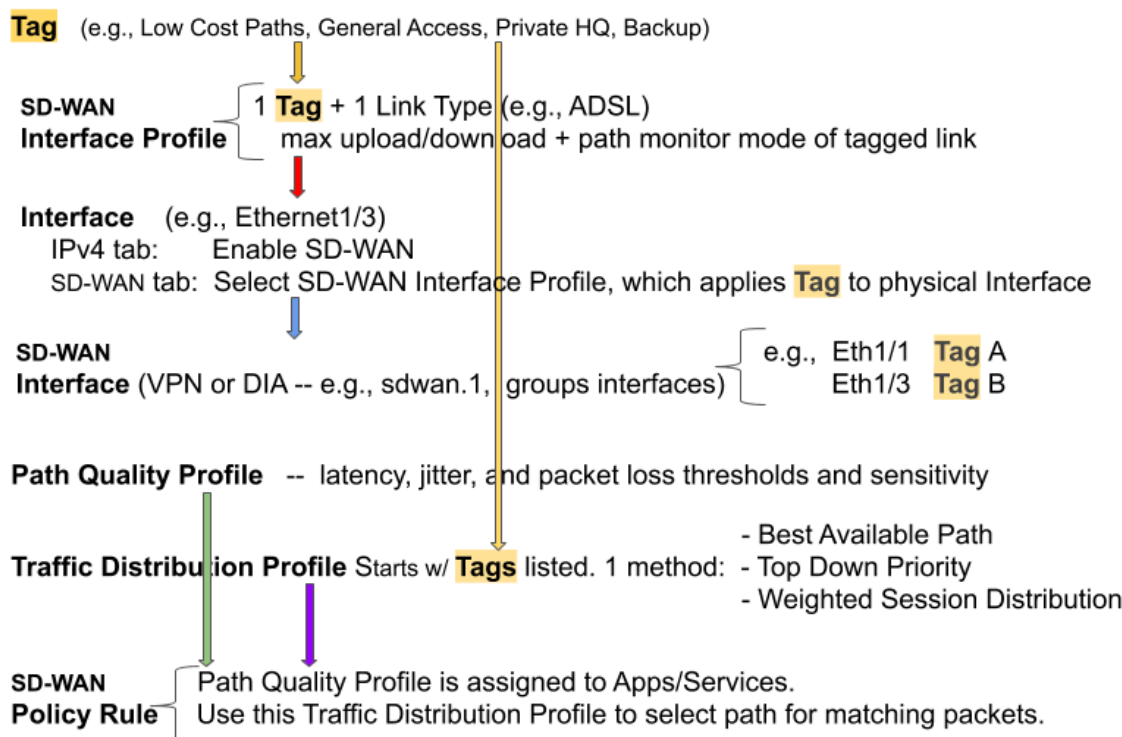 Tag (e.g., Low Cost Paths, General Access, Private HQ, Backup)
SD-WAN Interface Profile
1 Tag + 1 Link Type (e.g., ADSL)
max upload/download + path monitor mode of tagged link
Interface (e.g., Ethernet1/3)
IPv4 tab: Enable SD-WAN
SD-WAN tab: Select SD-WAN Interface Profile, which applies Tag to physical Interface
SD-WAN
Interface (VPN or DIA -- e.g., sdwan.1, groups interfaces)
e.g., Eth1/1 Tag A
Eth1/3 Tag B
Path Quality Profile -- latency, jitter, and packet loss thresholds and sensitivity
Traffic Distribution Profile Starts w/ Tags listed. 1 method:
- Best Available Path
- Top Down Priority
- Weighted Session Distribution
SD-WAN
Policy Rule
Path Quality Profile is assigned to Apps/Services.
Use this Traffic Distribution Profile to select path for matching packets.